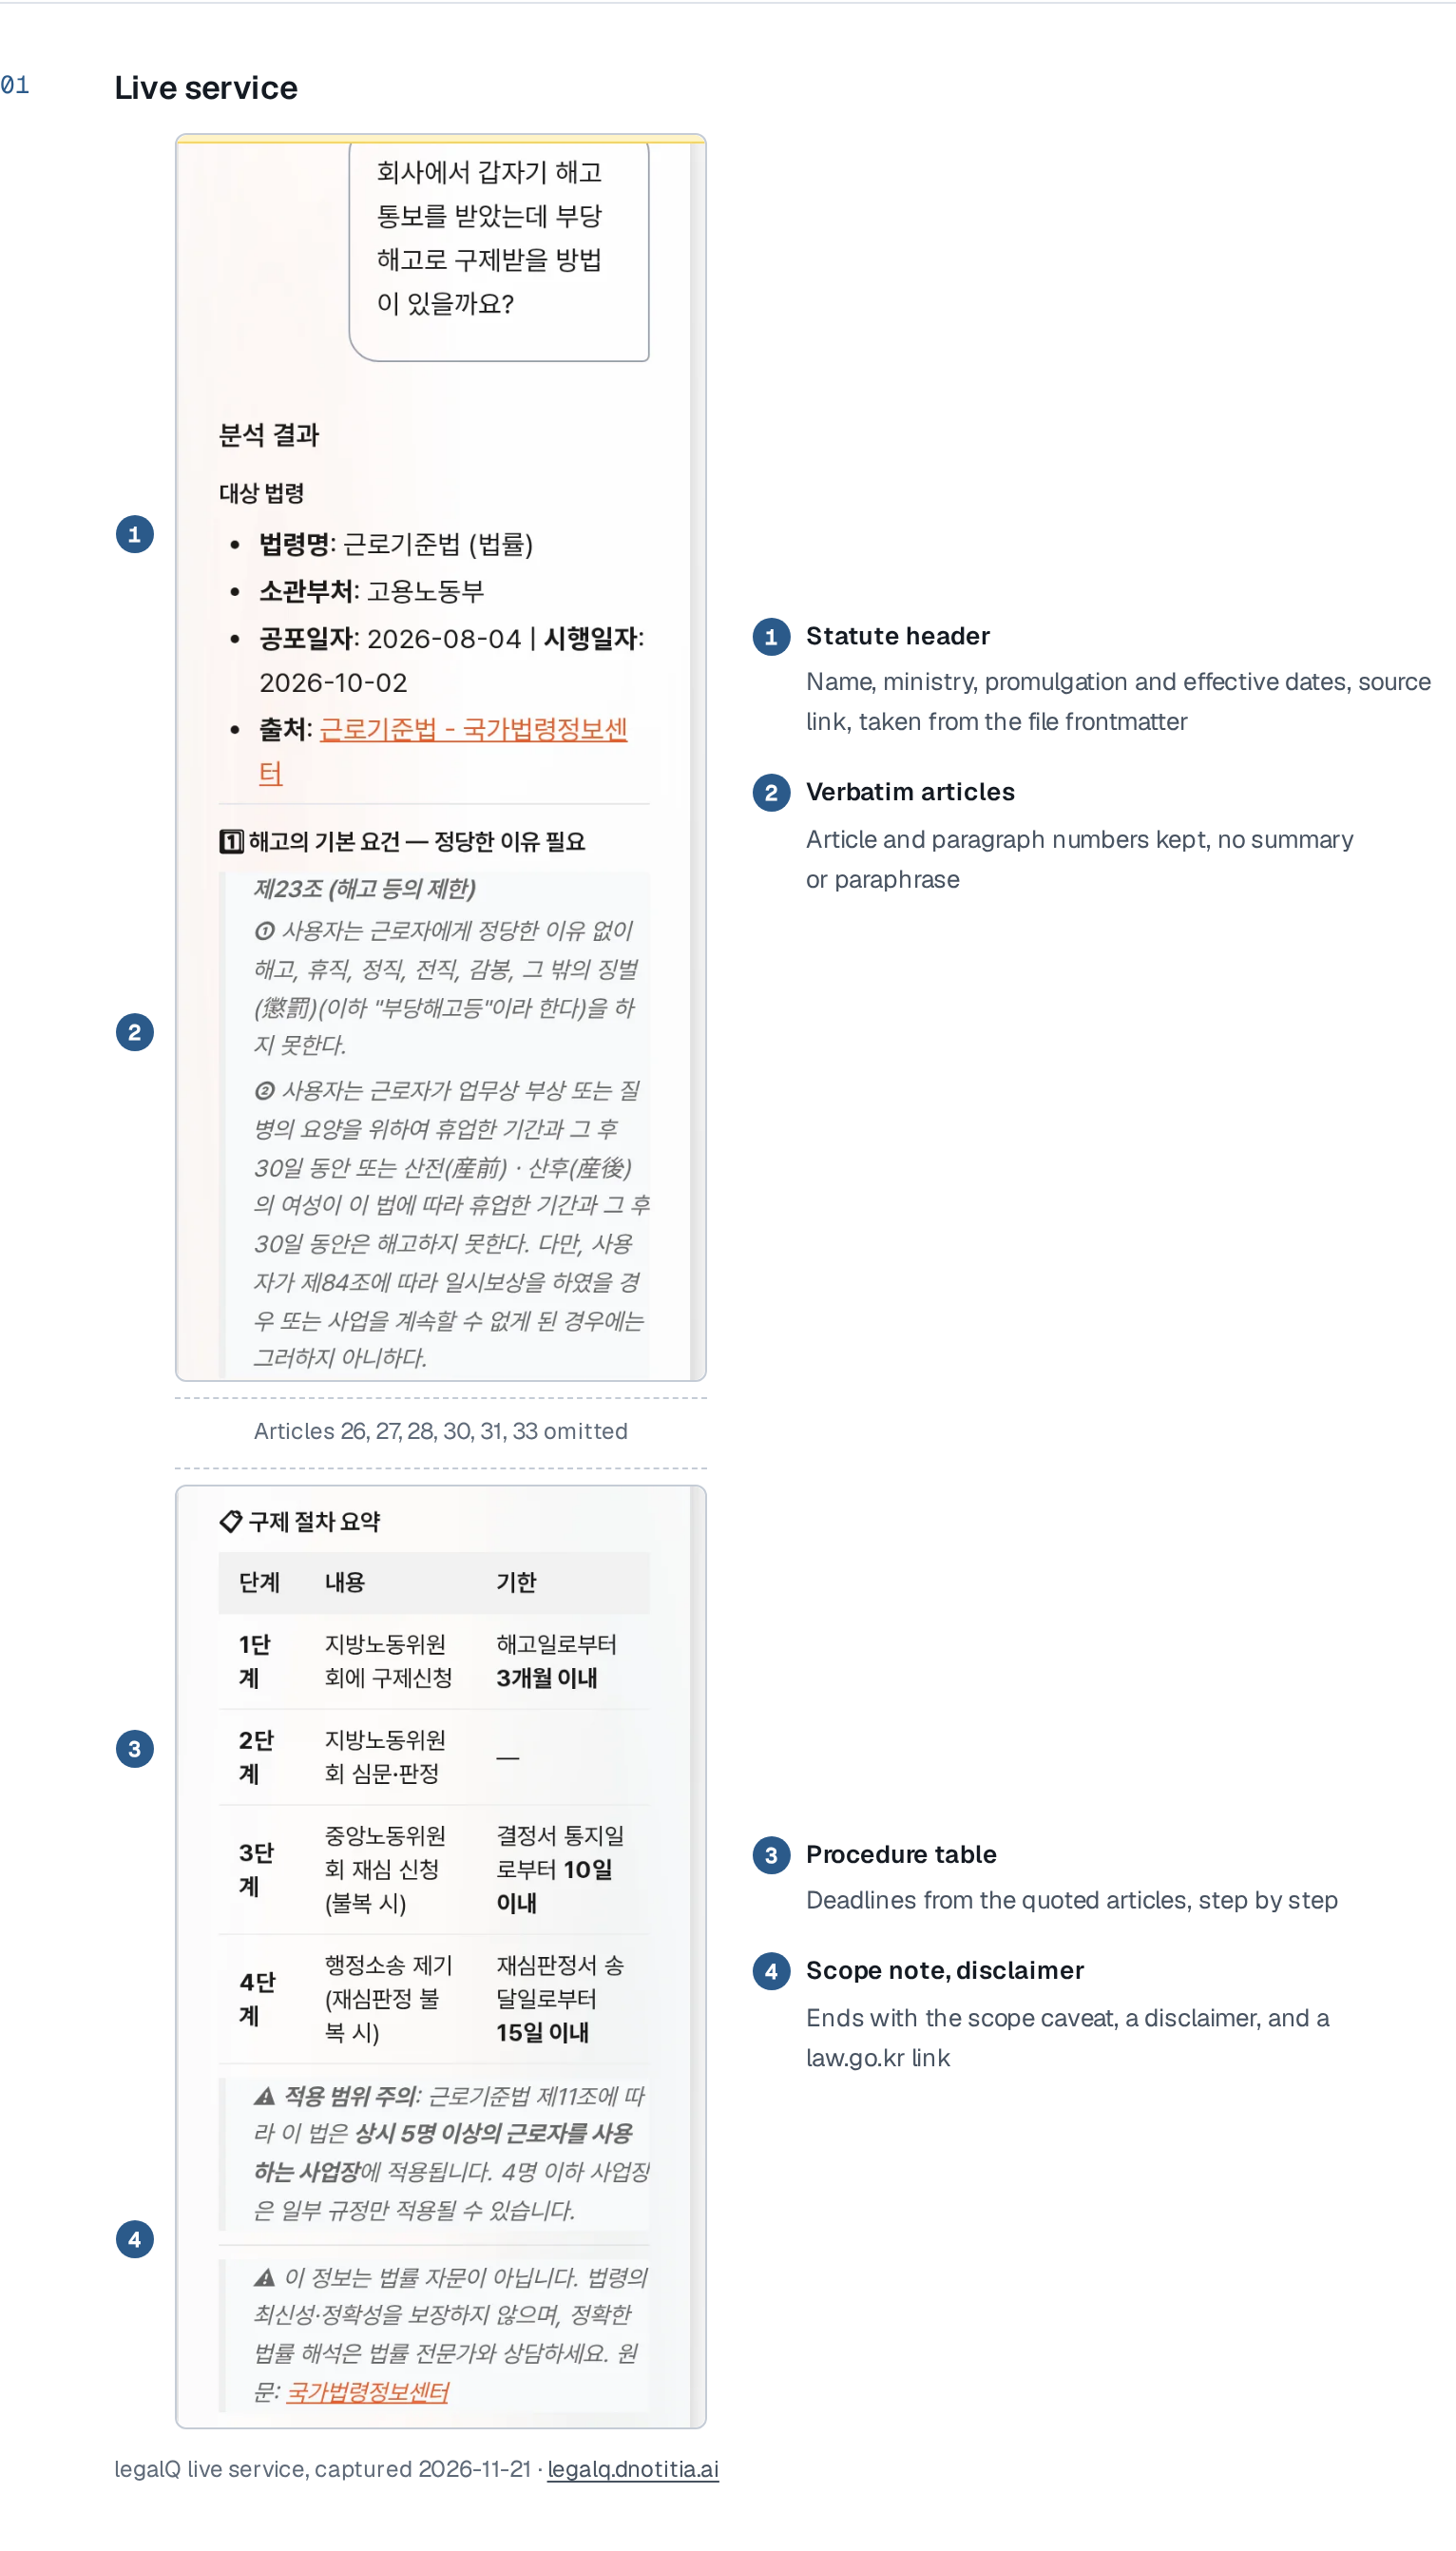 01
Live service
회사에서 갑자기 해고
통보를 받았는데 부당
해고로 구제받을 방법
이 있을까요?
분석 결과
대상 법령
1
• 법령명: 근로기준법 (법률)
• 소관부처: 고용노동부
• 공포일자: 2026-08-04 | 시행일자:
2026-10-02
• 출처: 근로기준법 - 국가법령정보센
터
1️⃣ 해고의 기본 요건 — 정당한 이유 필요
제23조 (해고 등의 제한)
① 사용자는 근로자에게 정당한 이유 없이
해고, 휴직, 정직, 전직, 감봉, 그 밖의 징벌
(懲罰)(이하 "부당해고등"이라 한다)을 하
지 못한다.
2
② 사용자는 근로자가 업무상 부상 또는 질
병의 요양을 위하여 휴업한 기간과 그 후
30일 동안 또는 산전(産前)·산후(産後)
의 여성이 이 법에 따라 휴업한 기간과 그 후
30일 동안은 해고하지 못한다. 다만, 사용
자가 제84조에 따라 일시보상을 하였을 경
우 또는 사업을 계속할 수 없게 된 경우에는
그러하지 아니하다.
1 Statute header
Name, ministry, promulgation and effective dates, source
link, taken from the file frontmatter
2 Verbatim articles
Article and paragraph numbers kept, no summary
or paraphrase
Articles 26, 27, 28, 30, 31, 33 omitted
📋 구제 절차 요약
단계 내용 기한
1단
계
지방노동위원
회에 구제신청
해고일로부터
3개월 이내
3
2단
계
지방노동위원
회 심문·판정
—
3단
계
중앙노동위원
회 재심 신청
(불복 시)
결정서 통지일
로부터 10일
이내
4단
계
행정소송 제기
(재심판정 불
복 시)
재심판정서 송
달일로부터
15일 이내
⚠ 적용 범위 주의: 근로기준법 제11조에 따
라 이 법은 상시 5명 이상의 근로자를 사용
하는 사업장에 적용됩니다. 4명 이하 사업장
은 일부 규정만 적용될 수 있습니다.
4
⚠ 이 정보는 법률 자문이 아닙니다. 법령의
최신성·정확성을 보장하지 않으며, 정확한
법률 해석은 법률 전문가와 상담하세요. 원
문: 국가법령정보센터
3 Procedure table
Deadlines from the quoted articles, step by step
4 Scope note, disclaimer
Ends with the scope caveat, a disclaimer, and a
law.go.kr link
legalQ live service, captured 2026-11-21 · legalq.dnotitia.ai